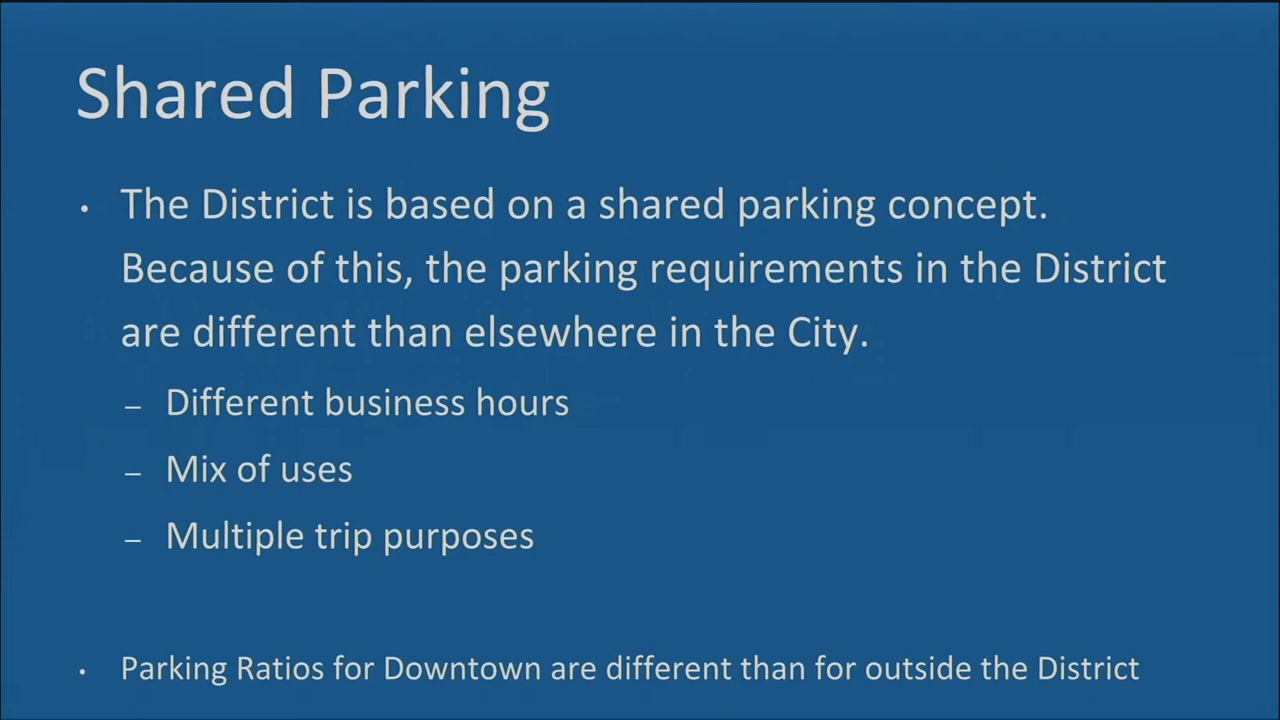 Shared Parking
• The District is based on a shared parking concept.
Because of this, the parking requirements in the District
are different than elsewhere in the City.
– Different business hours
– Mix of uses
– Multiple trip purposes
• Parking Ratios for Downtown are different than for outside the District